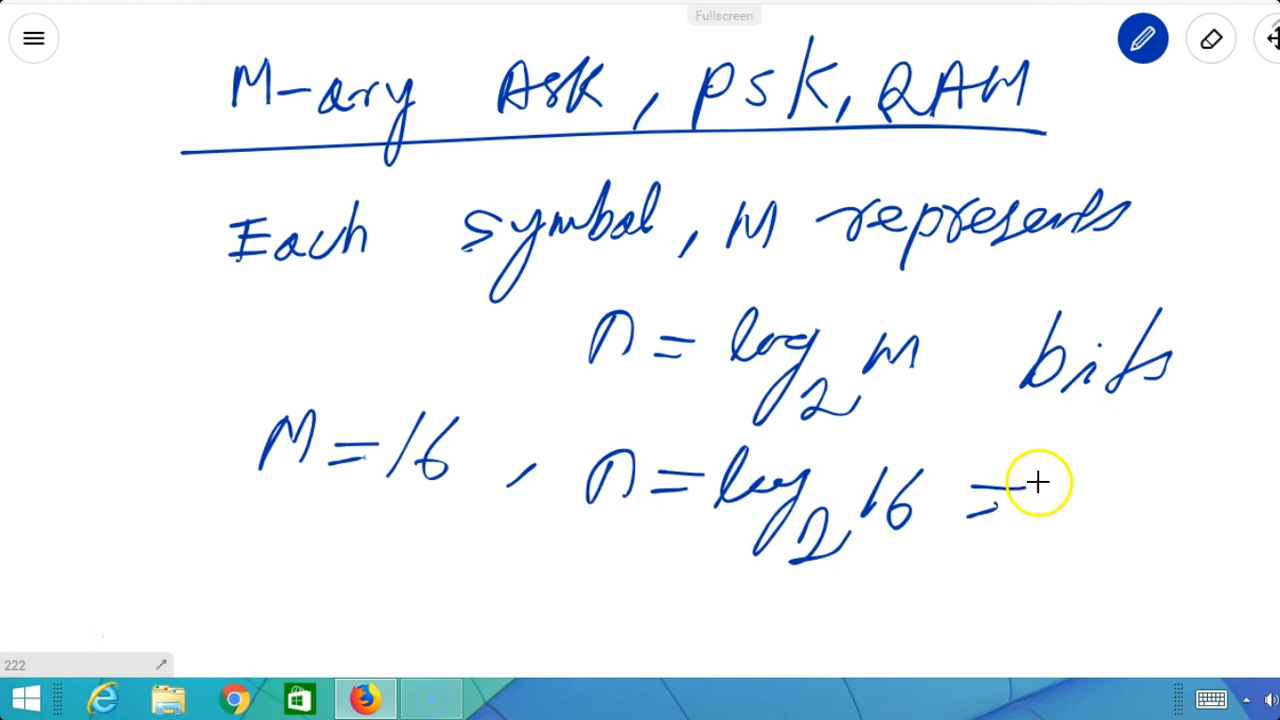 Fullscreen
M-ary ASK, PSK, QAM
Each symbol, M represents
n = log₂ M bits
M = 16, n = log₂ 16 =
222